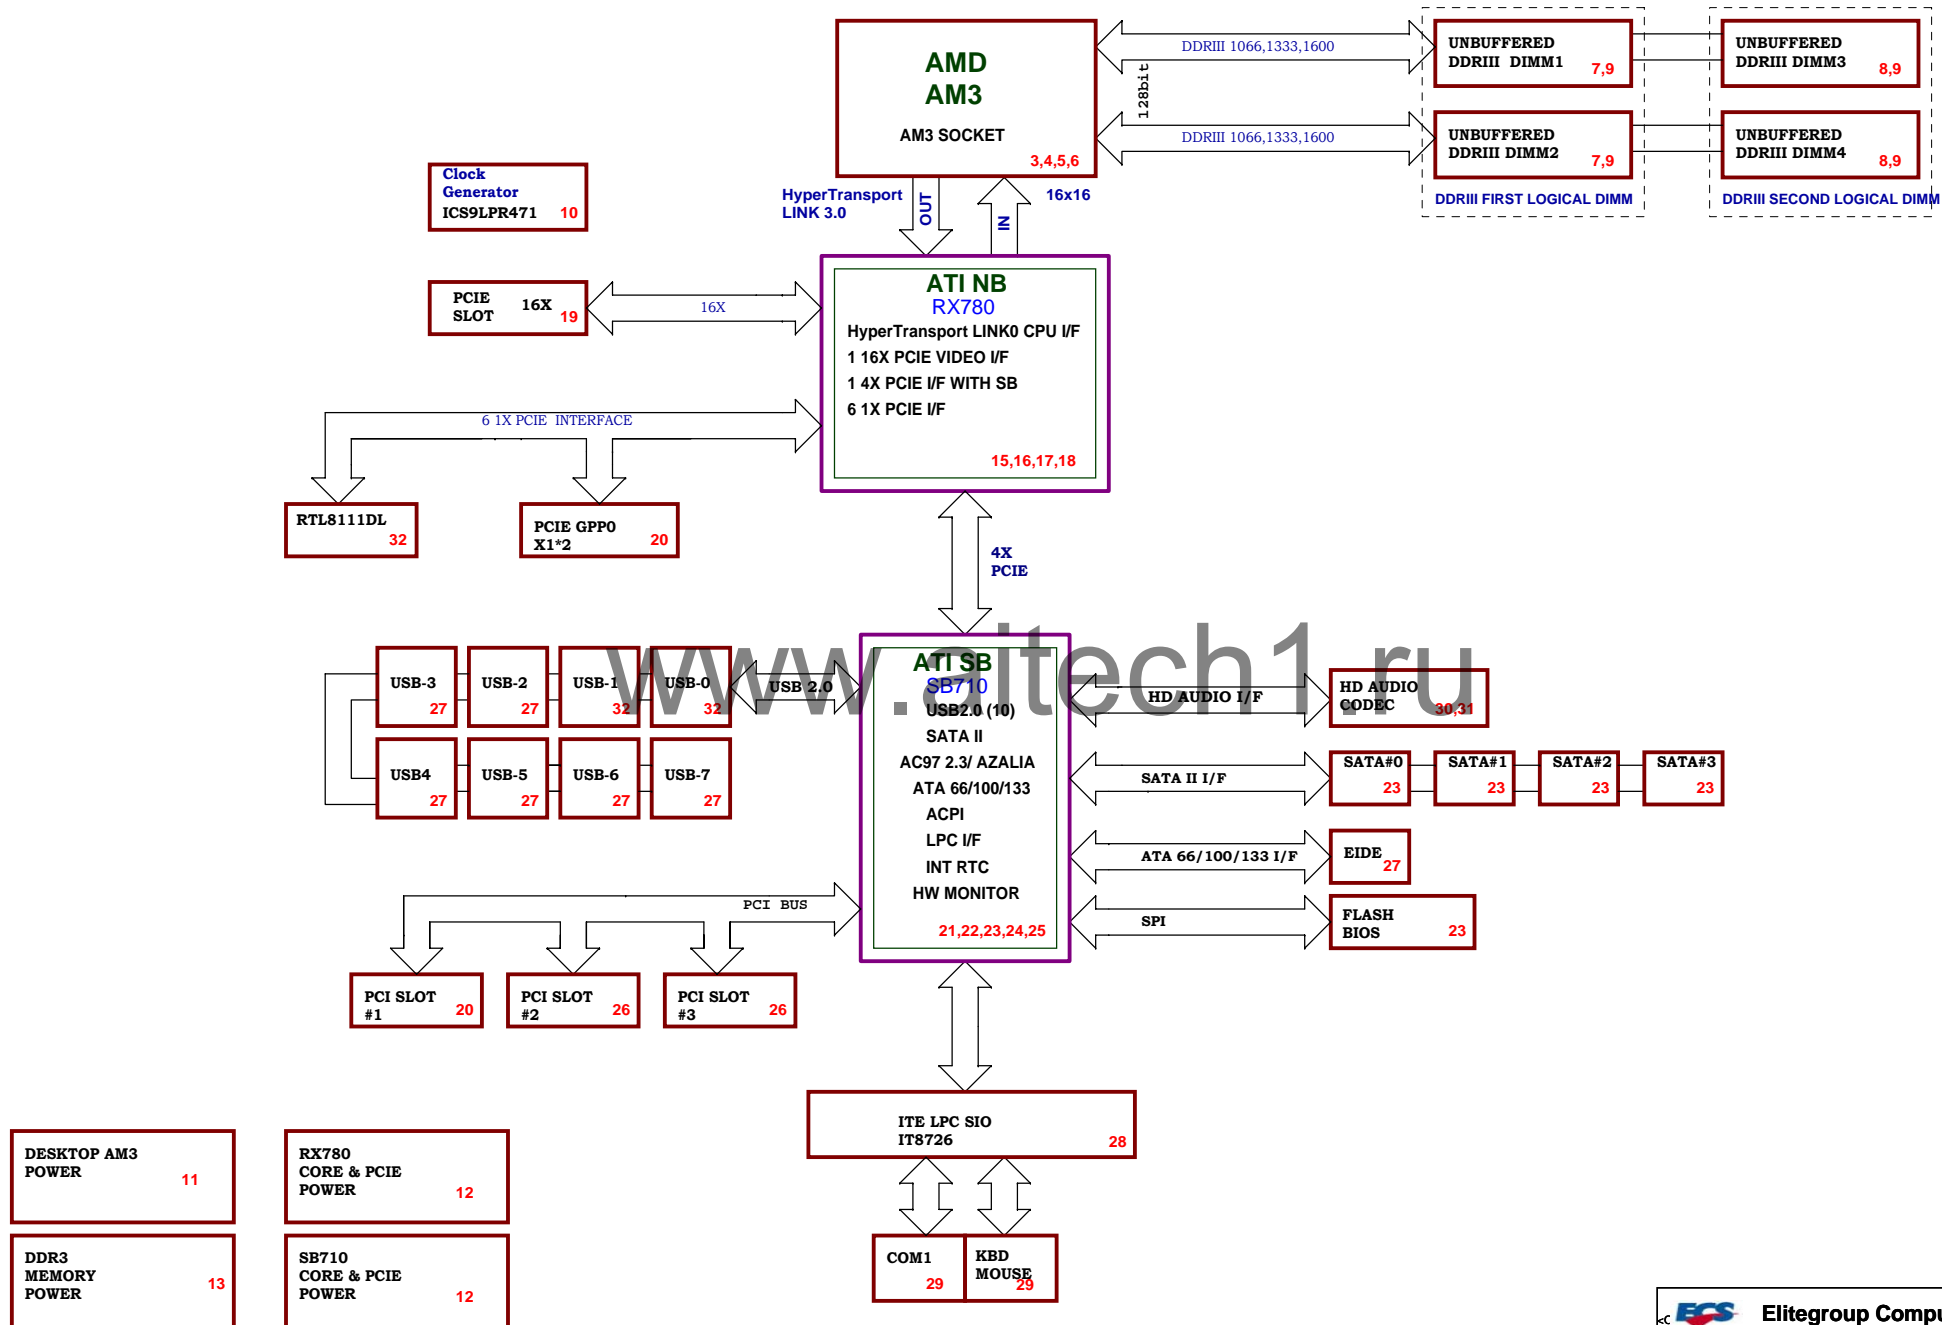 AMD
AM3
AM3 SOCKET
3,4,5,6
DDRIII 1066,1333,1600
128bit
DDRIII 1066,1333,1600
UNBUFFERED
DDRIII DIMM1
7,9
UNBUFFERED
DDRIII DIMM3
8,9
UNBUFFERED
DDRIII DIMM2
7,9
UNBUFFERED
DDRIII DIMM4
8,9
DDRIII FIRST LOGICAL DIMM
DDRIII SECOND LOGICAL DIMM
Clock
Generator
ICS9LPR471 10
HyperTransport
LINK 3.0
OUT
IN
16x16
PCIE
SLOT
16X
19
16X
ATI NB
RX780
HyperTransport LINK0 CPU I/F
1 16X PCIE VIDEO I/F
1 4X PCIE I/F WITH SB
6 1X PCIE I/F
15,16,17,18
6 1X PCIE INTERFACE
RTL8111DL
32
PCIE GPP0
X1*2
20
4X
PCIE
www.aitech1.ru
USB-3
27
USB-2
27
USB-1
32
USB-0
32
USB 2.0
USB4
27
USB-5
27
USB-6
27
USB-7
27
ATI SB
SB710
USB2.0 (10)
SATA II
AC97 2.3/ AZALIA
ATA 66/100/133
ACPI
LPC I/F
INT RTC
HW MONITOR
21,22,23,24,25
HD AUDIO I/F
HD AUDIO
CODEC
30,31
SATA II I/F
SATA#0
23
SATA#1
23
SATA#2
23
SATA#3
23
ATA 66/100/133 I/F
EIDE
27
SPI
FLASH
BIOS
23
PCI BUS
PCI SLOT
#1
20
PCI SLOT
#2
26
PCI SLOT
#3
26
ITE LPC SIO
IT8726
28
COM1
29
KBD
MOUSE
29
DESKTOP AM3
POWER
11
RX780
CORE & PCIE
POWER
12
DDR3
MEMORY
POWER
13
SB710
CORE & PCIE
POWER
12
ECS
Elitegroup Compu